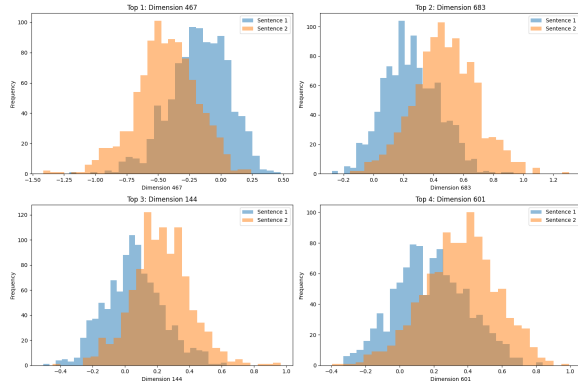 Top 1: Dimension 467
Sentence 1
Sentence 2
Frequency
100
80
60
40
20
0
−1.50 −1.25 −1.00 −0.75 −0.50 −0.25 0.00 0.25 0.50
Dimension 467
Top 2: Dimension 683
Sentence 1
Sentence 2
Frequency
100
80
60
40
20
0
−0.2 0.0 0.2 0.4 0.6 0.8 1.0 1.2
Dimension 683
Top 3: Dimension 144
Sentence 1
Sentence 2
Frequency
120
100
80
60
40
20
0
−0.4 −0.2 0.0 0.2 0.4 0.6 0.8 1.0
Dimension 144
Top 4: Dimension 601
Sentence 1
Sentence 2
Frequency
100
80
60
40
20
0
−0.4 −0.2 0.0 0.2 0.4 0.6 0.8 1.0
Dimension 601